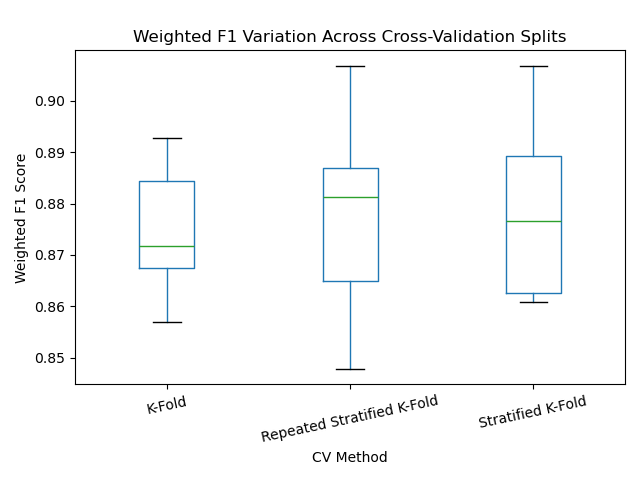 Weighted F1 Variation Across Cross-Validation Splits
Weighted F1 Score
0.90
0.89
0.88
0.87
0.86
0.85
K-Fold
Repeated Stratified K-Fold
Stratified K-Fold
CV Method